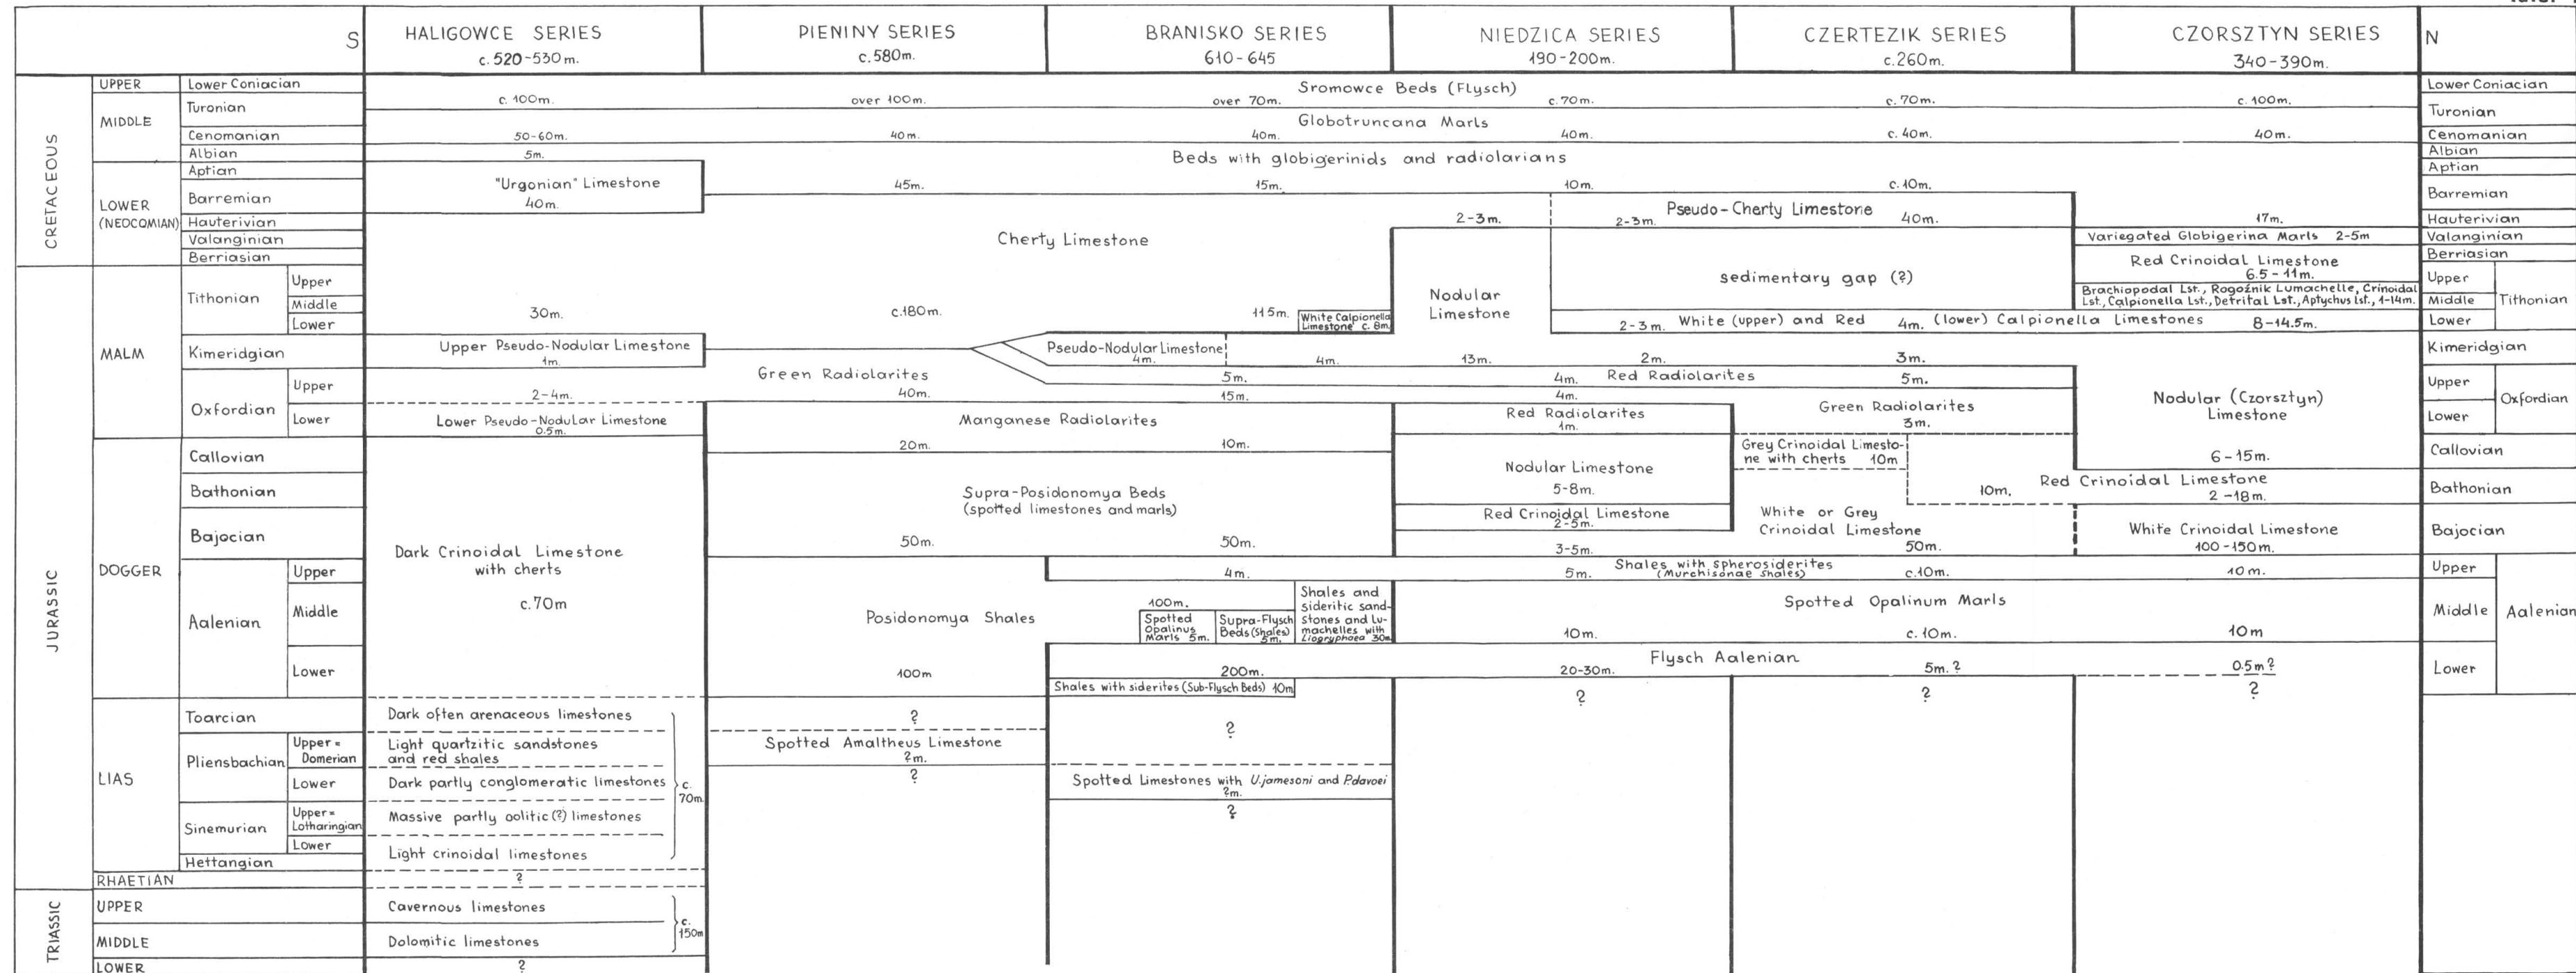 S
HALIGOWCE SERIES
c. 520-530 m.
PIENINY SERIES
c. 580m.
BRANISKO SERIES
610-645
NIEDZICA SERIES
190-200m.
CZERTEZIK SERIES
c. 260m.
CZORSZTYN SERIES
340-390m.
N
CRETACEOUS
UPPER
Lower Coniacian
MIDDLE
Turonian
Cenomanian
Albian
LOWER
(NEOCOMIAN)
Aptian
Barremian
Hauterivian
Valanginian
Berriasian
JURASSIC
MALM
Tithonian
Upper
Middle
Lower
Kimeridgian
Oxfordian
Upper
Lower
DOGGER
Callovian
Bathonian
Bajocian
Aalenian
Upper
Middle
Lower
LIAS
Toarcian
Pliensbachian
Upper =
Domerian
Lower
Sinemurian
Upper =
Lotharingian
Lower
Hettangian
RHAETIAN
TRIASSIC
UPPER
MIDDLE
LOWER
Sromowce Beds (Flysch)
c. 100m.
over 100m.
over 70m.
c. 70m.
c. 70m.
c. 100m.
Globotruncana Marls
50-60m.
40m.
40m.
40m.
c. 40m.
40m.
5m.
Beds with globigerinids and radiolarians
45m.
15m.
10m.
c. 10m.
17m.
"Urgonian" Limestone
40m.
Cherty Limestone
30m.
c. 180m.
115m.
2-3m.
White Calpionella
Limestone c. 8m.
Pseudo-Cherty Limestone
2-3m.
40m.
Variegated Globigerina Marls 2-5m
Nodular
Limestone
sedimentary gap (?)
Red Crinoidal Limestone
6.5-11m.
Brachiopodal Lst., Rogoźnik Lumachelle, Crinoidal
Lst., Calpionella Lst., Detrital Lst., Aptychus lst., 1-14m.
2-3m. White (upper) and Red 4m. (lower) Calpionella Limestones 8-14.5m.
Upper Pseudo-Nodular Limestone
1m.
Pseudo-Nodular Limestone
4m.
4m.
13m.
2m.
3m.
Green Radiolarites
2-4m.
40m.
15m.
4m.
5m.
4m.
Red Radiolarites
5m.
Lower Pseudo-Nodular Limestone
0.5m.
Manganese Radiolarites
20m.
10m.
Red Radiolarites
1m.
Green Radiolarites
3m.
Nodular (Czorsztyn)
Limestone
6-15m.
Grey Crinoidal Limesto-
ne with cherts 10m
Nodular Limestone
5-8m.
Red Crinoidal Limestone
10m.
2-18m.
Supra-Posidonomya Beds
(spotted limestones and marls)
50m.
50m.
Red Crinoidal Limestone
2-5m.
White or Grey
Crinoidal Limestone
3-5m.
50m.
White Crinoidal Limestone
100-150m.
Dark Crinoidal Limestone
with cherts
c. 70m
Shales with spherosiderites
(Murchisonae shales)
4m.
5m.
c. 10m.
10m.
Posidonomya Shales
100m
100m.
Spotted
Opalinus
Marls 5m.
Supra-Flysch
Beds (Shales)
5m.
Shales and
sideritic sand-
stones and lu-
machelles with
Liogryphaea 30m
Spotted Opalinum Marls
10m.
c. 10m.
10m
Flysch Aalenian
200m.
20-30m.
5m. ?
0.5m?
Shales with siderites (Sub-Flysch Beds) 10m
?
?
?
Dark often arenaceous limestones
Light quartzitic sandstones
and red shales
Dark partly conglomeratic limestones
Massive partly oolitic (?) limestones
Light crinoidal limestones
c.
70m.
?
Cavernous limestones
Dolomitic limestones
c.
150m
?
?
Spotted Amaltheus Limestone
?m.
?
?
Spotted Limestones with U.jamesoni and P.davoei
?m.
?
Lower Coniacian
Turonian
Cenomanian
Albian
Aptian
Barremian
Hauterivian
Valanginian
Berriasian
Upper
Middle
Lower
Tithonian
Kimeridgian
Upper
Lower
Oxfordian
Callovian
Bathonian
Bajocian
Upper
Middle
Lower
Aalenian